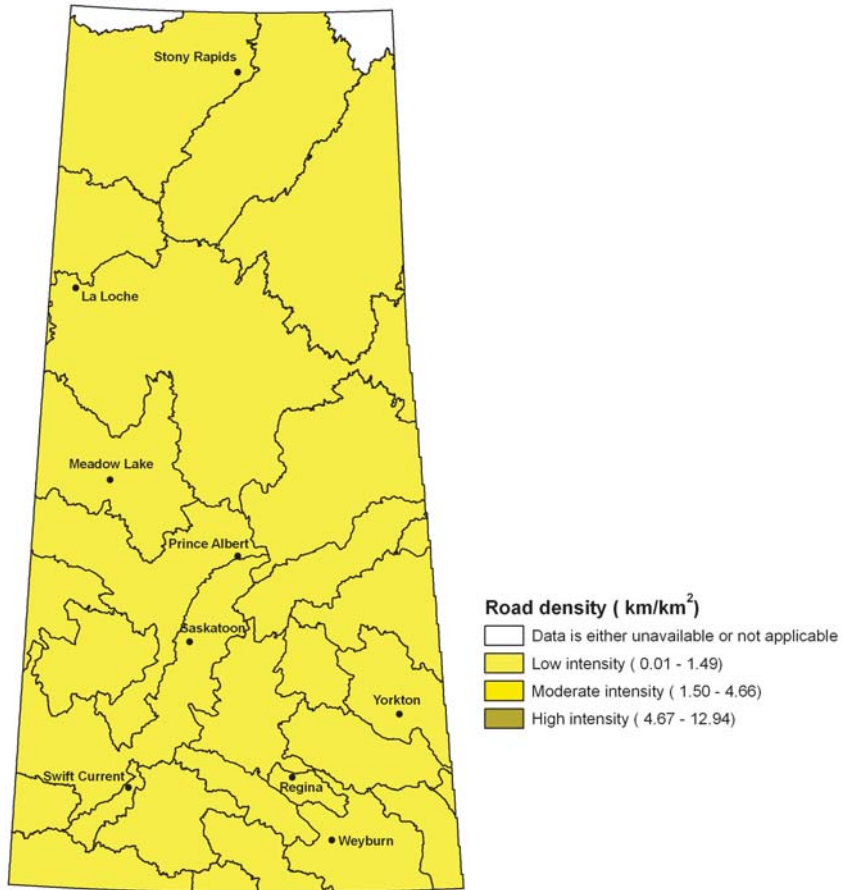 Stony Rapids
La Loche
Meadow Lake
Prince Albert
Saskatoon
Yorkton
Swift Current
Regina
Weyburn
Road density ( km/km²)
Data is either unavailable or not applicable
Low intensity ( 0.01 - 1.49)
Moderate intensity ( 1.50 - 4.66)
High intensity ( 4.67 - 12.94)